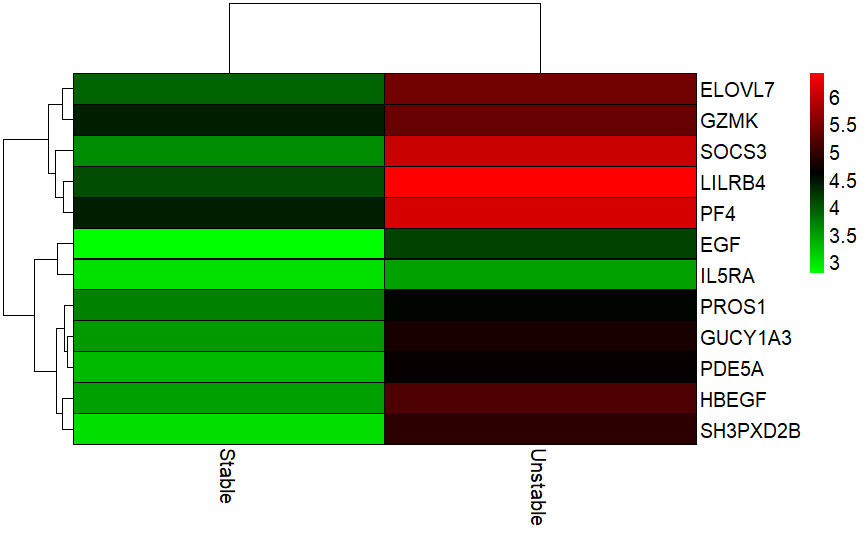 ELOVL7
GZMK
SOCS3
LILRB4
PF4
EGF
IL5RA
PROS1
GUCY1A3
PDE5A
HBEGF
SH3PXD2B
6
5.5
5
4.5
4
3.5
3
Stable
Unstable